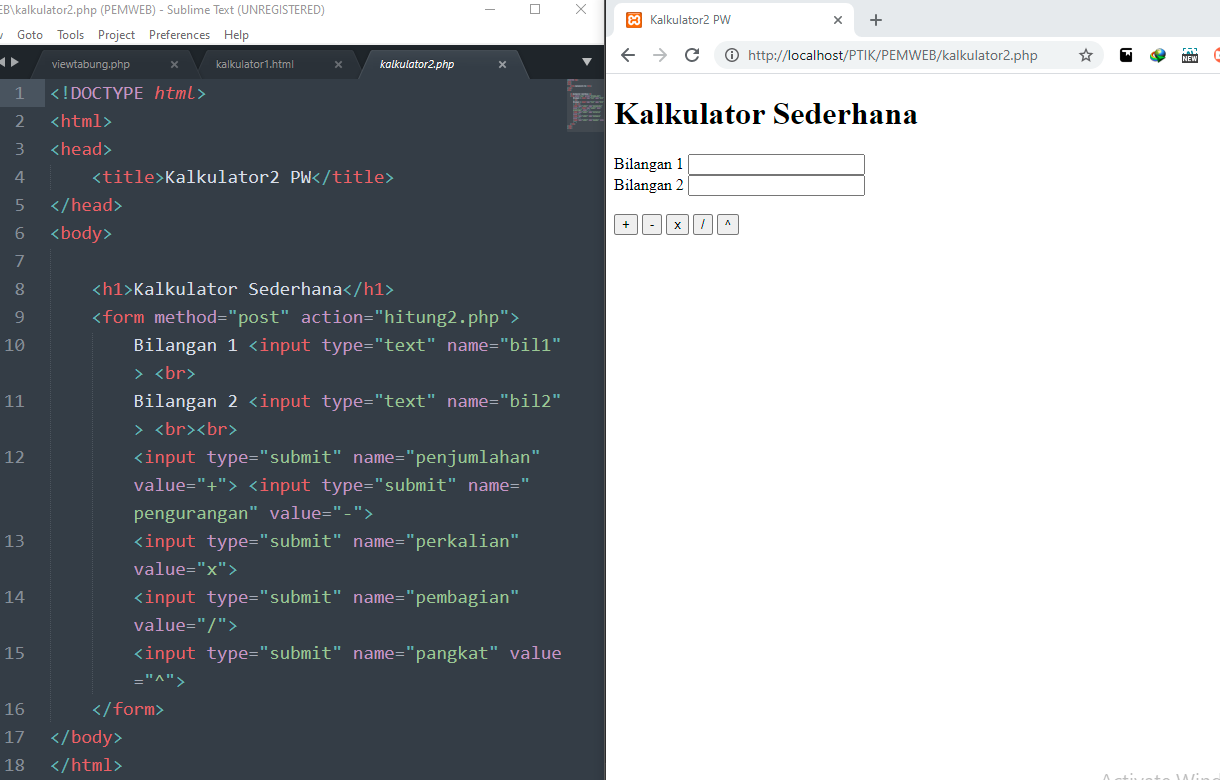 EB\kalkulator2.php (PEMWEB) - Sublime Text (UNREGISTERED)
Goto Tools Project Preferences Help
viewtabung.php × kalkulator1.html × kalkulator2.php ×
1 <!DOCTYPE html>
2 <html>
3 <head>
4 <title>Kalkulator2 PW</title>
5 </head>
6 <body>
7
8 <h1>Kalkulator Sederhana</h1>
9 <form method="post" action="hitung2.php">
10 Bilangan 1 <input type="text" name="bil1"
> <br>
11 Bilangan 2 <input type="text" name="bil2"
> <br><br>
12 <input type="submit" name="penjumlahan"
value="+"> <input type="submit" name="
pengurangan" value="-">
13 <input type="submit" name="perkalian"
value="x">
14 <input type="submit" name="pembagian"
value="/">
15 <input type="submit" name="pangkat" value
="^">
16 </form>
17 </body>
18 </html>
Kalkulator2 PW
http://localhost/PTIK/PEMWEB/kalkulator2.php
NEW
Kalkulator Sederhana
Bilangan 1
Bilangan 2
+ - x / ^